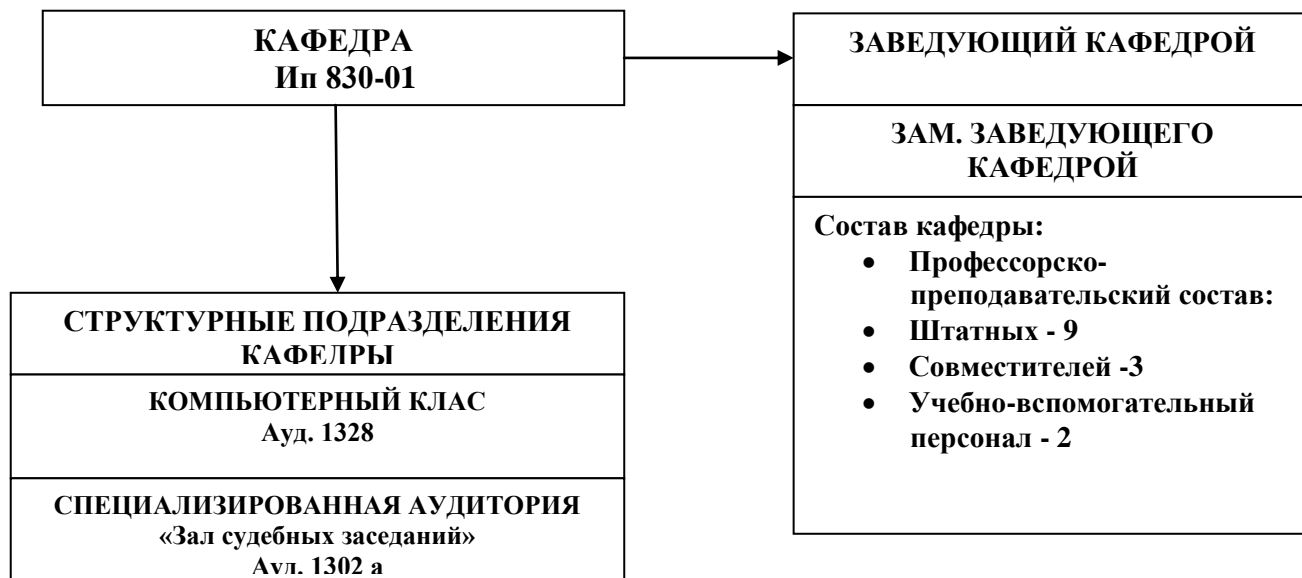 КАФЕДРА
Ип 830-01
ЗАВЕДУЮЩИЙ КАФЕДРОЙ
ЗАМ. ЗАВЕДУЮЩЕГО
КАФЕДРОЙ
Состав кафедры:
• Профессорско-
преподавательский состав:
• Штатных - 9
• Совместителей -3
• Учебно-вспомогательный
персонал - 2
СТРУКТУРНЫЕ ПОДРАЗДЕЛЕНИЯ
КАФЕДРЫ
КОМПЬЮТЕРНЫЙ КЛАС
Ауд. 1328
СПЕЦИАЛИЗИРОВАННАЯ АУДИТОРИЯ
«Зал судебных заседаний»
Ауд. 1302 а